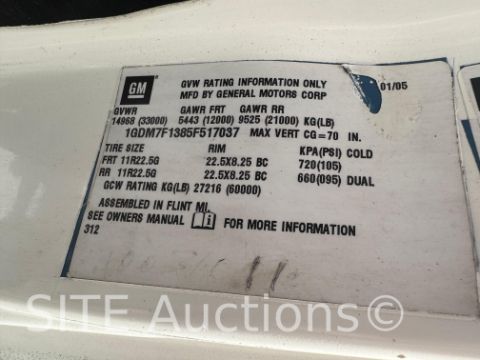 GM
GVW RATING INFORMATION ONLY
MFD BY GENERAL MOTORS CORP
01/05
GVWR GAWR FRT GAWR RR
14968 (33000) 5443 (12000) 9525 (21000) KG(LB)
1GDM7F1385F517037 MAX VERT CG=70 IN.
TIRE SIZE RIM KPA(PSI) COLD
FRT 11R22.5G 22.5X8.25 BC 720(105)
RR 11R22.5G 22.5X8.25 BC 660(095) DUAL
GCW RATING KG(LB) 27216 (60000)
ASSEMBLED IN FLINT MI.
SEE OWNERS MANUAL FOR MORE INFORMATION
312
SITE Auctions.com